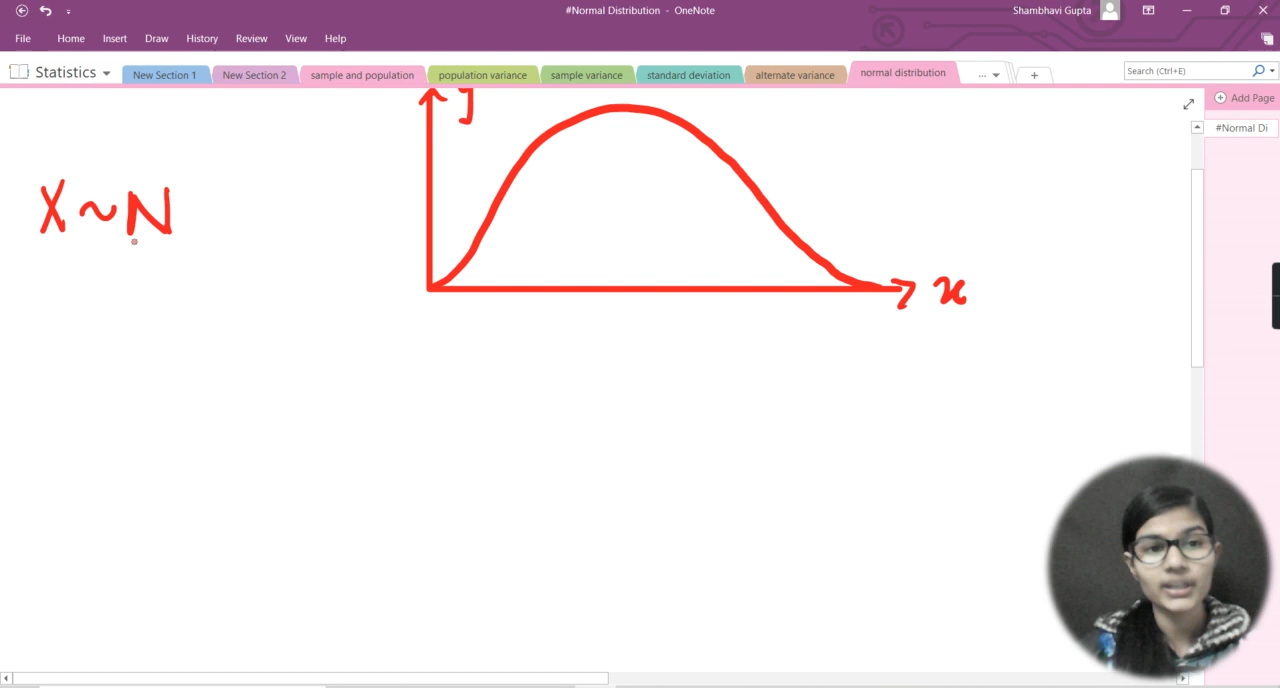 #Normal Distribution - OneNote
Shambhavi Gupta
File Home Insert Draw History Review View Help
Statistics
New Section 1
New Section 2
sample and population
population variance
sample variance
standard deviation
alternate variance
normal distribution
...
+
Search (Ctrl+E)
Add Page
#Normal Di
y
X ~ N
x